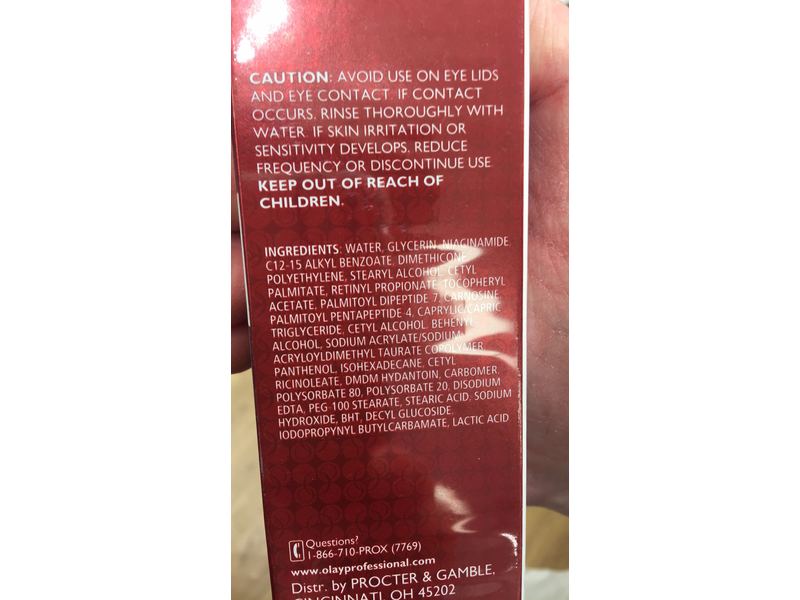 CAUTION: AVOID USE ON EYE LIDS
AND EYE CONTACT. IF CONTACT
OCCURS, RINSE THOROUGHLY WITH
WATER. IF SKIN IRRITATION OR
SENSITIVITY DEVELOPS, REDUCE
FREQUENCY OR DISCONTINUE USE.
KEEP OUT OF REACH OF
CHILDREN.
INGREDIENTS: WATER, GLYCERIN, NIACINAMIDE,
C12-15 ALKYL BENZOATE, DIMETHICONE,
POLYETHYLENE, STEARYL ALCOHOL, CETYL
PALMITATE, RETINYL PROPIONATE, TOCOPHERYL
ACETATE, PALMITOYL DIPEPTIDE 7, CARNOSINE,
PALMITOYL PENTAPEPTIDE 4, CAPRYLIC/CAPRIC
TRIGLYCERIDE, CETYL ALCOHOL, BEHENYL
ALCOHOL, SODIUM ACRYLATE/SODIUM
ACRYLOYLDIMETHYL TAURATE COPOLYMER,
PANTHENOL, ISOHEXADECANE, CETYL
RICINOLEATE, DMDM HYDANTOIN, CARBOMER,
POLYSORBATE 80, POLYSORBATE 20, DISODIUM
EDTA, PEG-100 STEARATE, STEARIC ACID, SODIUM
HYDROXIDE, BHT, DECYL GLUCOSIDE,
IODOPROPYNYL BUTYLCARBAMATE, LACTIC ACID
Questions?
1-866-710-PROX (7769)
www.olayprofessional.com
Distr. by PROCTER & GAMBLE,
CINCINNATI, OH 45202